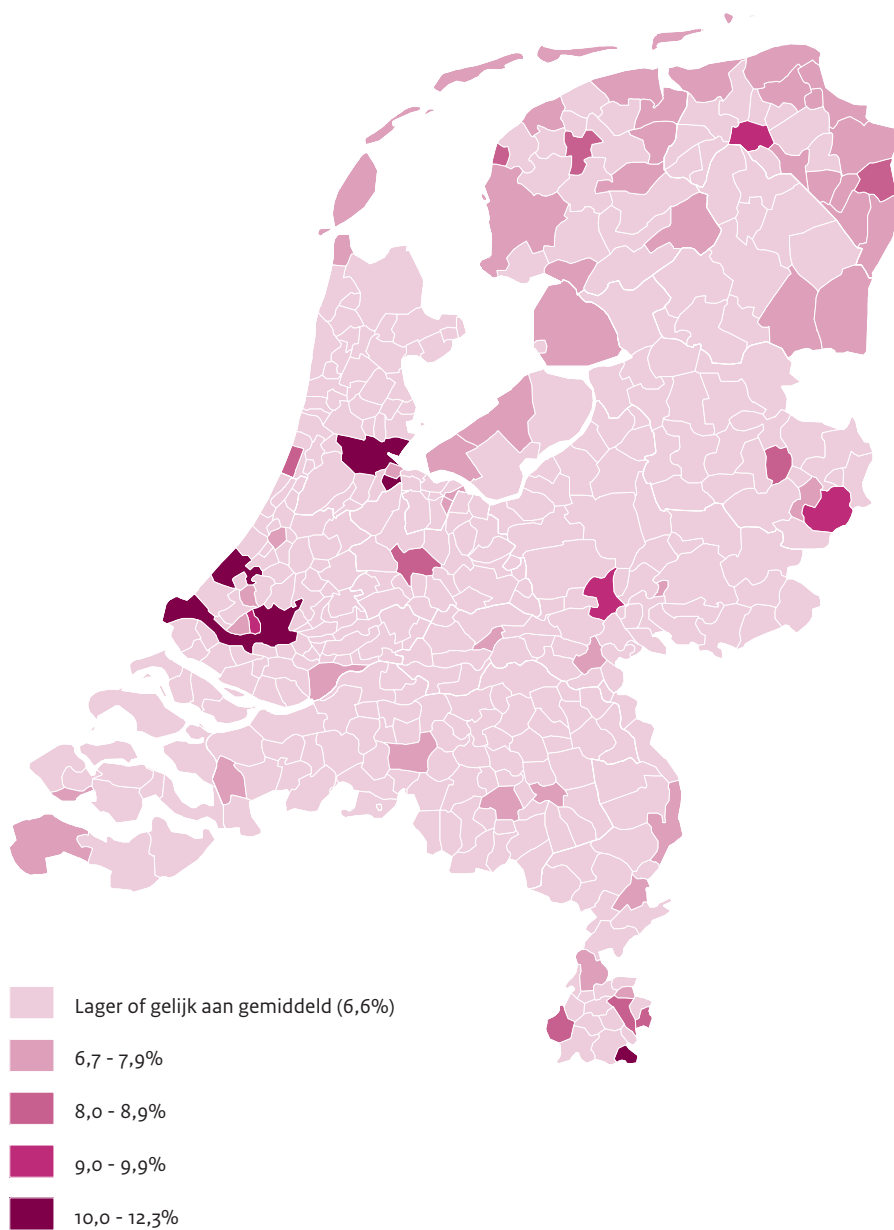 Lager of gelijk aan gemiddeld (6,6%)
6,7 - 7,9%
8,0 - 8,9%
9,0 - 9,9%
10,0 - 12,3%